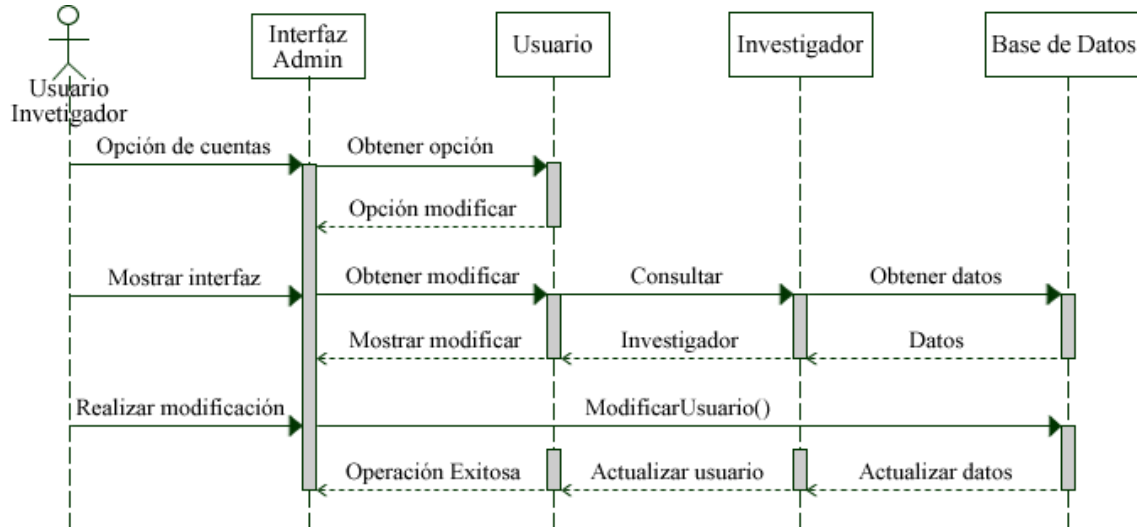 Interfaz
Admin
Usuario
Investigador
Base de Datos
Usuario
Invetigador
Opción de cuentas
Obtener opción
Opción modificar
Mostrar interfaz
Obtener modificar
Consultar
Obtener datos
Mostrar modificar
Investigador
Datos
Realizar modificación
ModificarUsuario()
Operación Exitosa
Actualizar usuario
Actualizar datos